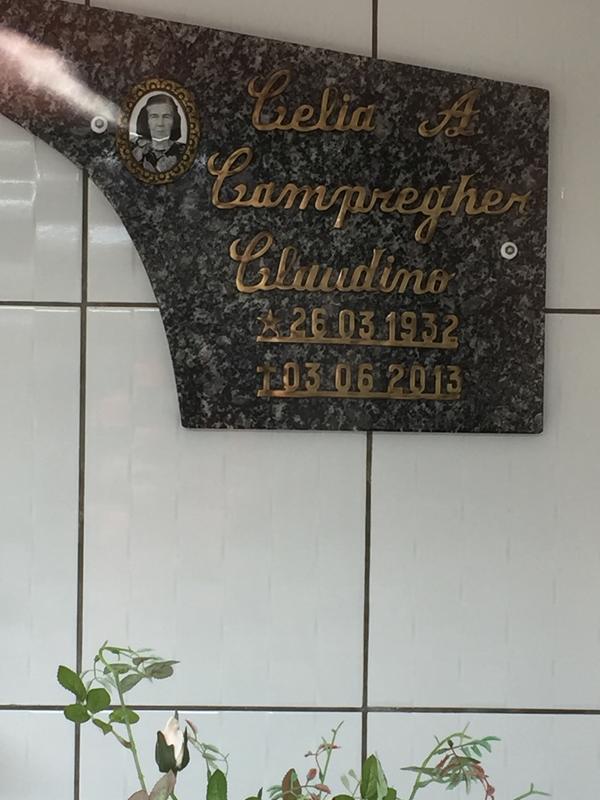 Celia A
Campregher
Claudino
☆ 26 03 1932
✝ 03 06 2013